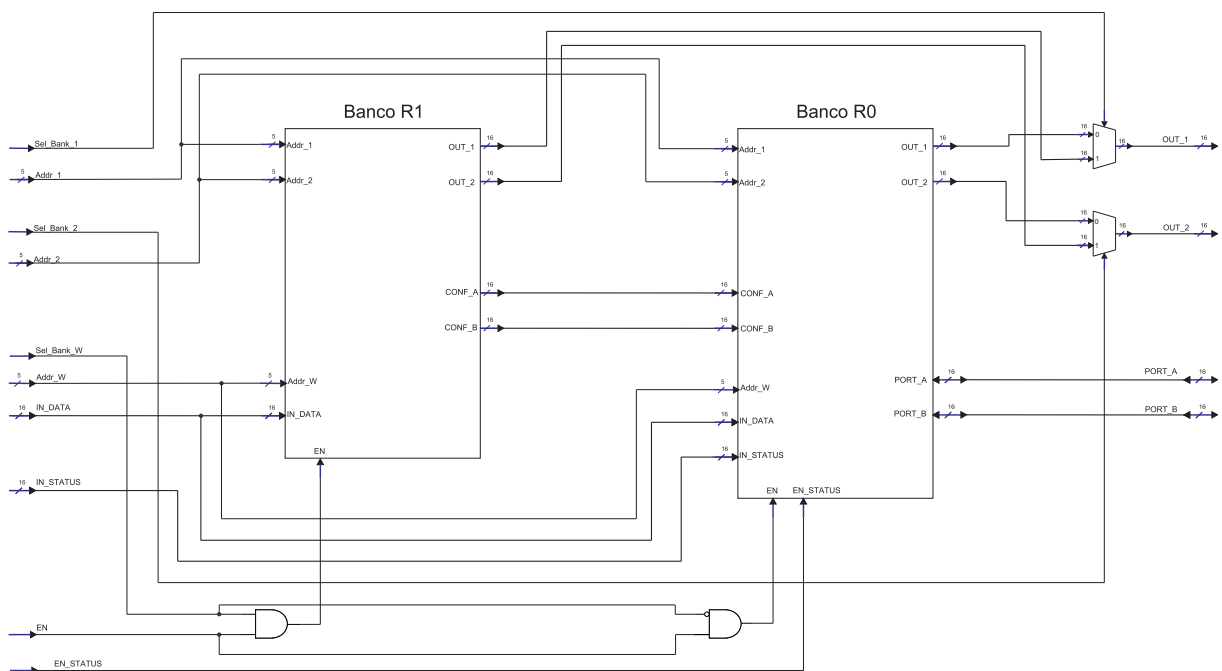 Banco R1
Banco R0
Sel_Bank_1
5
Addr_1
Sel_Bank_2
5
Addr_2
Sel_Bank_W
5
Addr_W
16
IN_DATA
16
IN_STATUS
EN
EN_STATUS
5
Addr_1
5
Addr_2
5
Addr_W
16
IN_DATA
EN
OUT_1
16
OUT_2
16
CONF_A
16
CONF_B
16
5
Addr_1
5
Addr_2
16
CONF_A
16
CONF_B
5
Addr_W
16
IN_DATA
16
IN_STATUS
EN
EN_STATUS
OUT_1
16
OUT_2
16
PORT_A
16
PORT_B
16
16
0
16
1
16
OUT_1
16
16
0
16
1
16
OUT_2
16
PORT_A
16
PORT_B
16